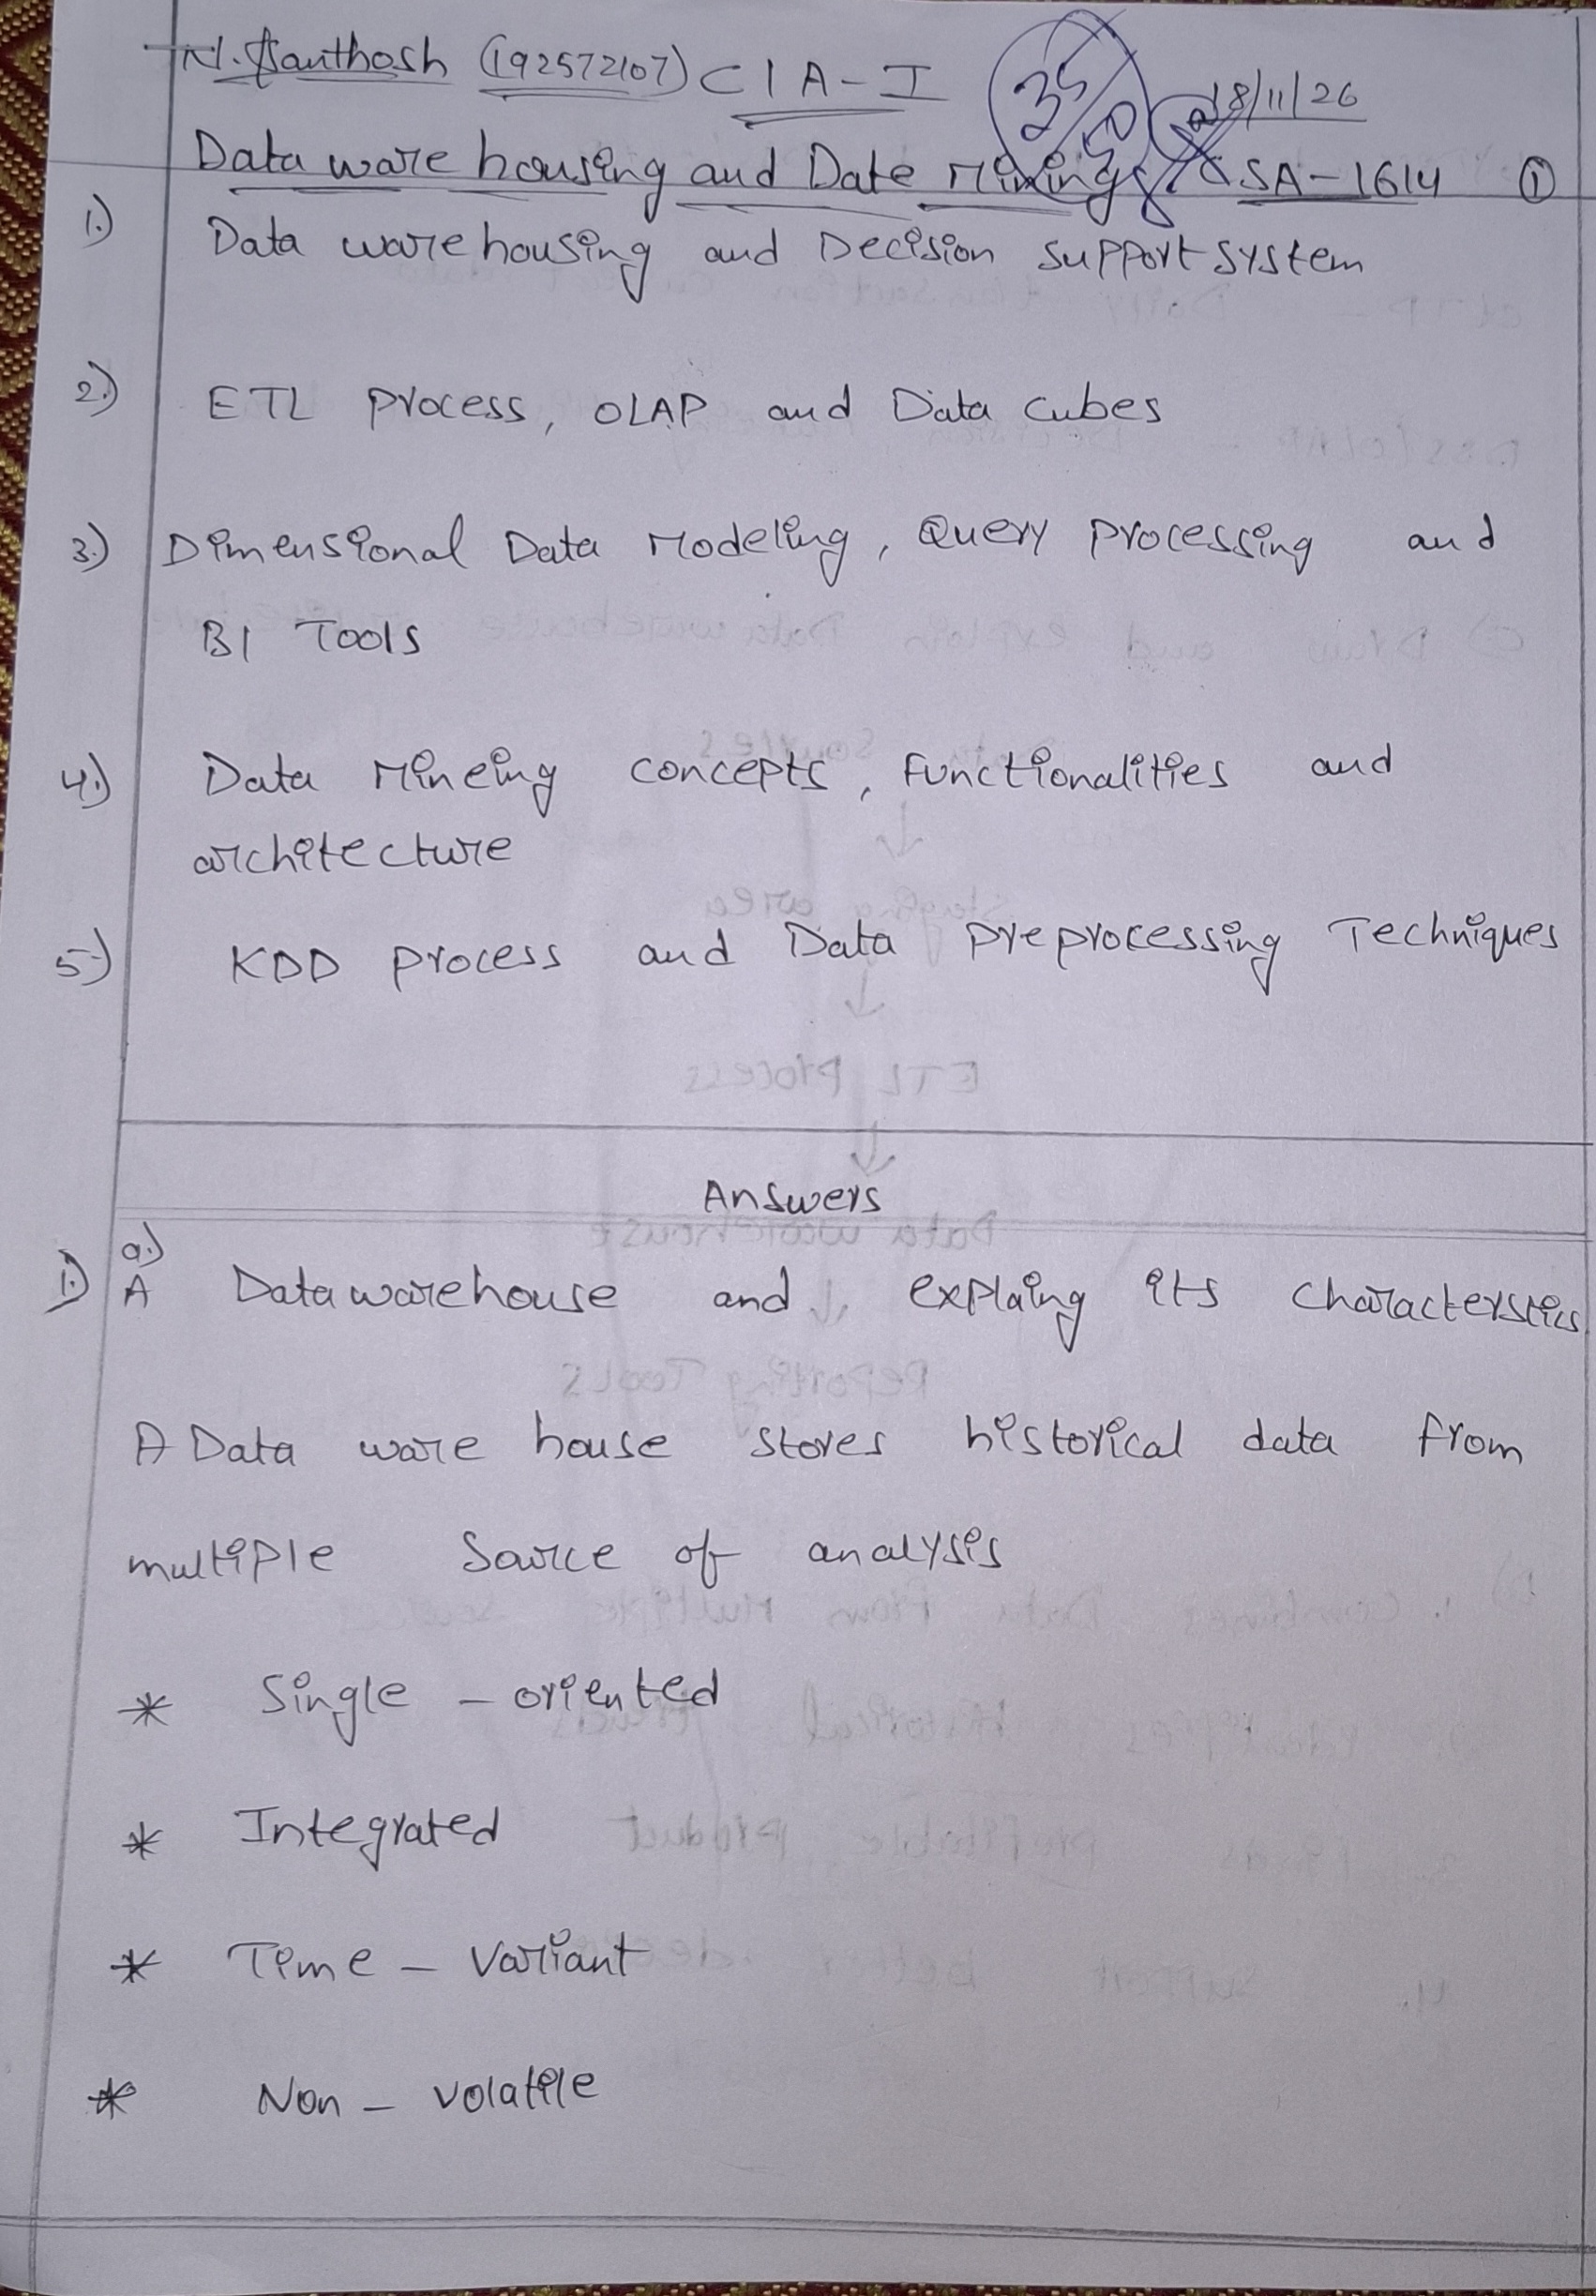 N. Santhosh (192572107) CIA-I 35/50 18/11/26
Data ware housing and Date Mining CSA-1614 ①
1.) Data ware housing and Decision support system
2.) ETL process, OLAP and Data cubes
3.) Dimensional Data Modeling, Query processing and
BI Tools
4.) Data Mineing concepts, functionalities and
architecture
5.) KDD process and Data preprocessing Techniques
Answers
1.) a.)
A Data warehouse and explaing its characterstics
A Data ware house stores historical data from
multiple Source of analysis
* Single - oriented
* Integrated
* Time - Variant
* Non - volatile